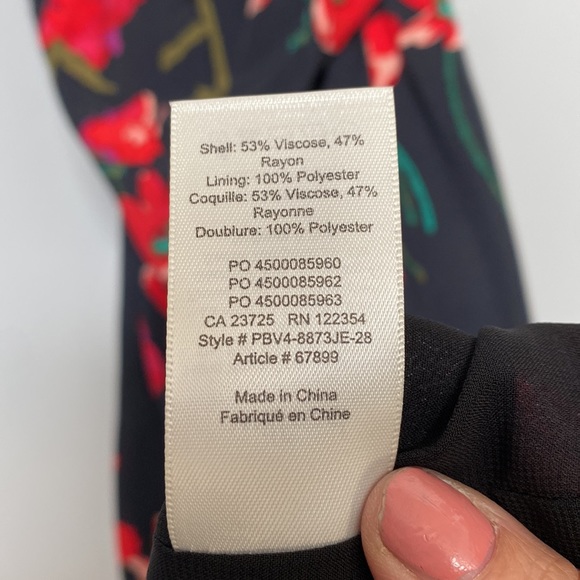 Shell: 53% Viscose, 47%
Rayon
Lining: 100% Polyester
Coquille: 53% Viscose, 47%
Rayonne
Doublure: 100% Polyester
PO 4500085960
PO 4500085962
PO 4500085963
CA 23725 RN 122354
Style # PBV4-8873JE-28
Article # 67899
Made in China
Fabriqué en Chine